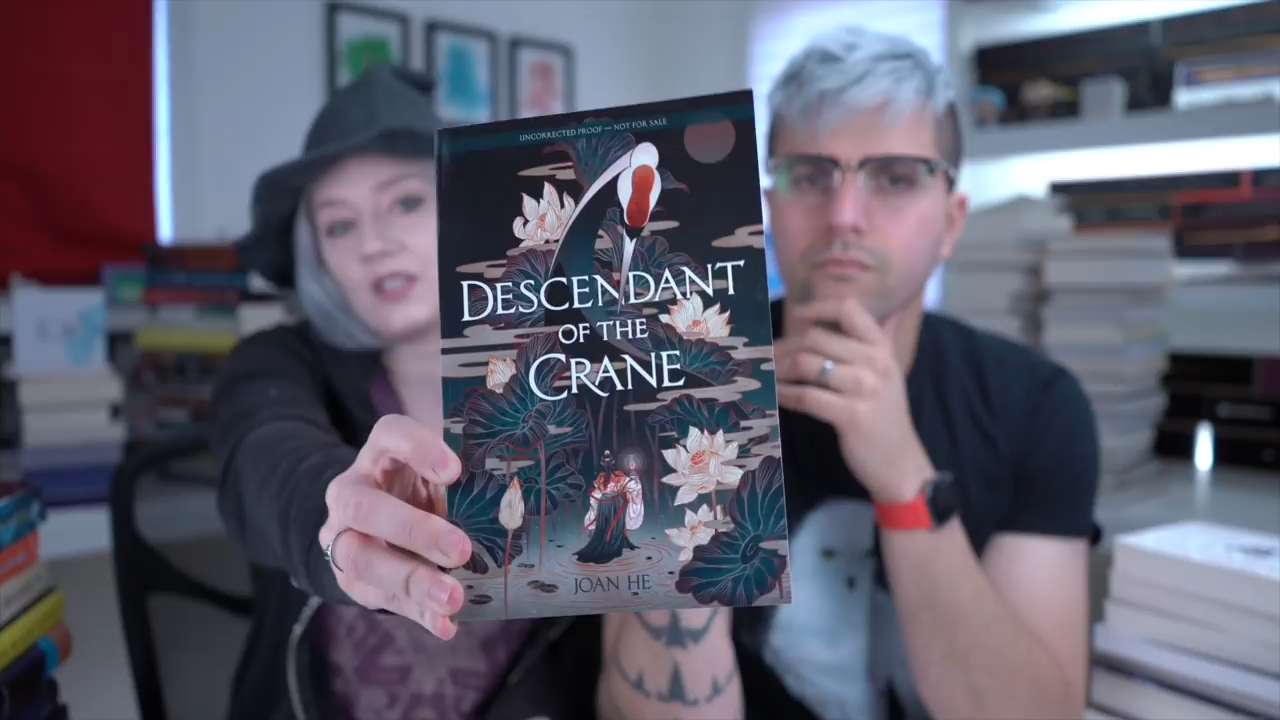 UNCORRECTED PROOF — NOT FOR SALE
DESCENDANT
OF THE
CRANE
JOAN HE